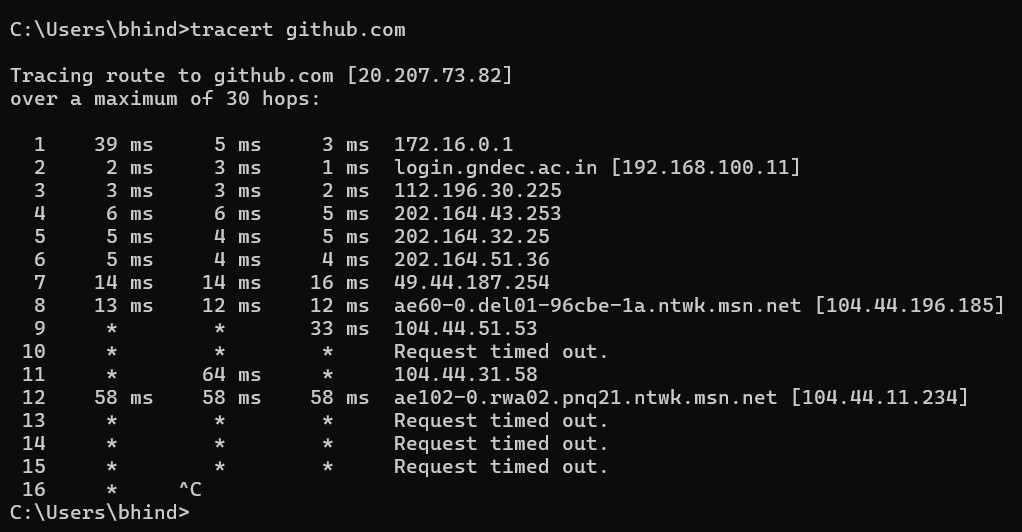 C:\Users\bhind>tracert github.com
Tracing route to github.com [20.207.73.82]
over a maximum of 30 hops:
1 39 ms 5 ms 3 ms 172.16.0.1
2 2 ms 3 ms 1 ms login.gndec.ac.in [192.168.100.11]
3 3 ms 3 ms 2 ms 112.196.30.225
4 6 ms 6 ms 5 ms 202.164.43.253
5 5 ms 4 ms 5 ms 202.164.32.25
6 5 ms 4 ms 4 ms 202.164.51.36
7 14 ms 14 ms 16 ms 49.44.187.254
8 13 ms 12 ms 12 ms ae60-0.del01-96cbe-1a.ntwk.msn.net [104.44.196.185]
9 * * 33 ms 104.44.51.53
10 * * * Request timed out.
11 * 64 ms * 104.44.31.58
12 58 ms 58 ms 58 ms ae102-0.rwa02.pnq21.ntwk.msn.net [104.44.11.234]
13 * * * Request timed out.
14 * * * Request timed out.
15 * * * Request timed out.
16 * ^C
C:\Users\bhind>